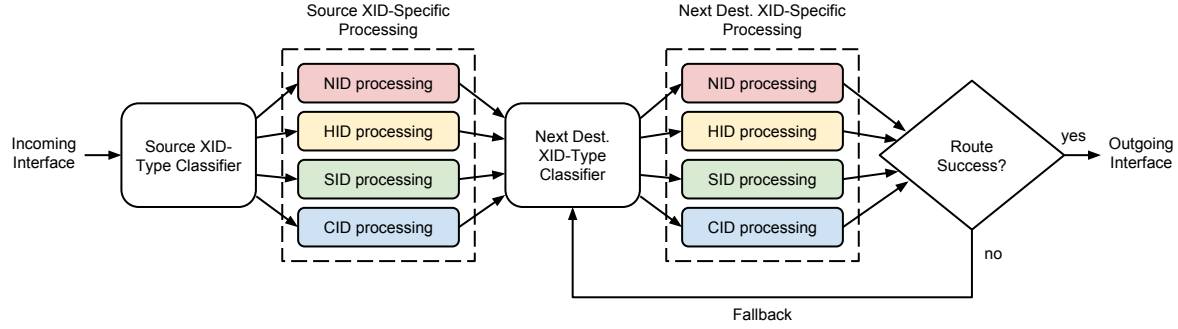 Source XID-Specific
Processing
Next Dest. XID-Specific
Processing
Incoming
Interface
Source XID-
Type Classifier
NID processing
HID processing
SID processing
CID processing
Next Dest.
XID-Type
Classifier
NID processing
HID processing
SID processing
CID processing
Route
Success?
yes
Outgoing
Interface
no
Fallback